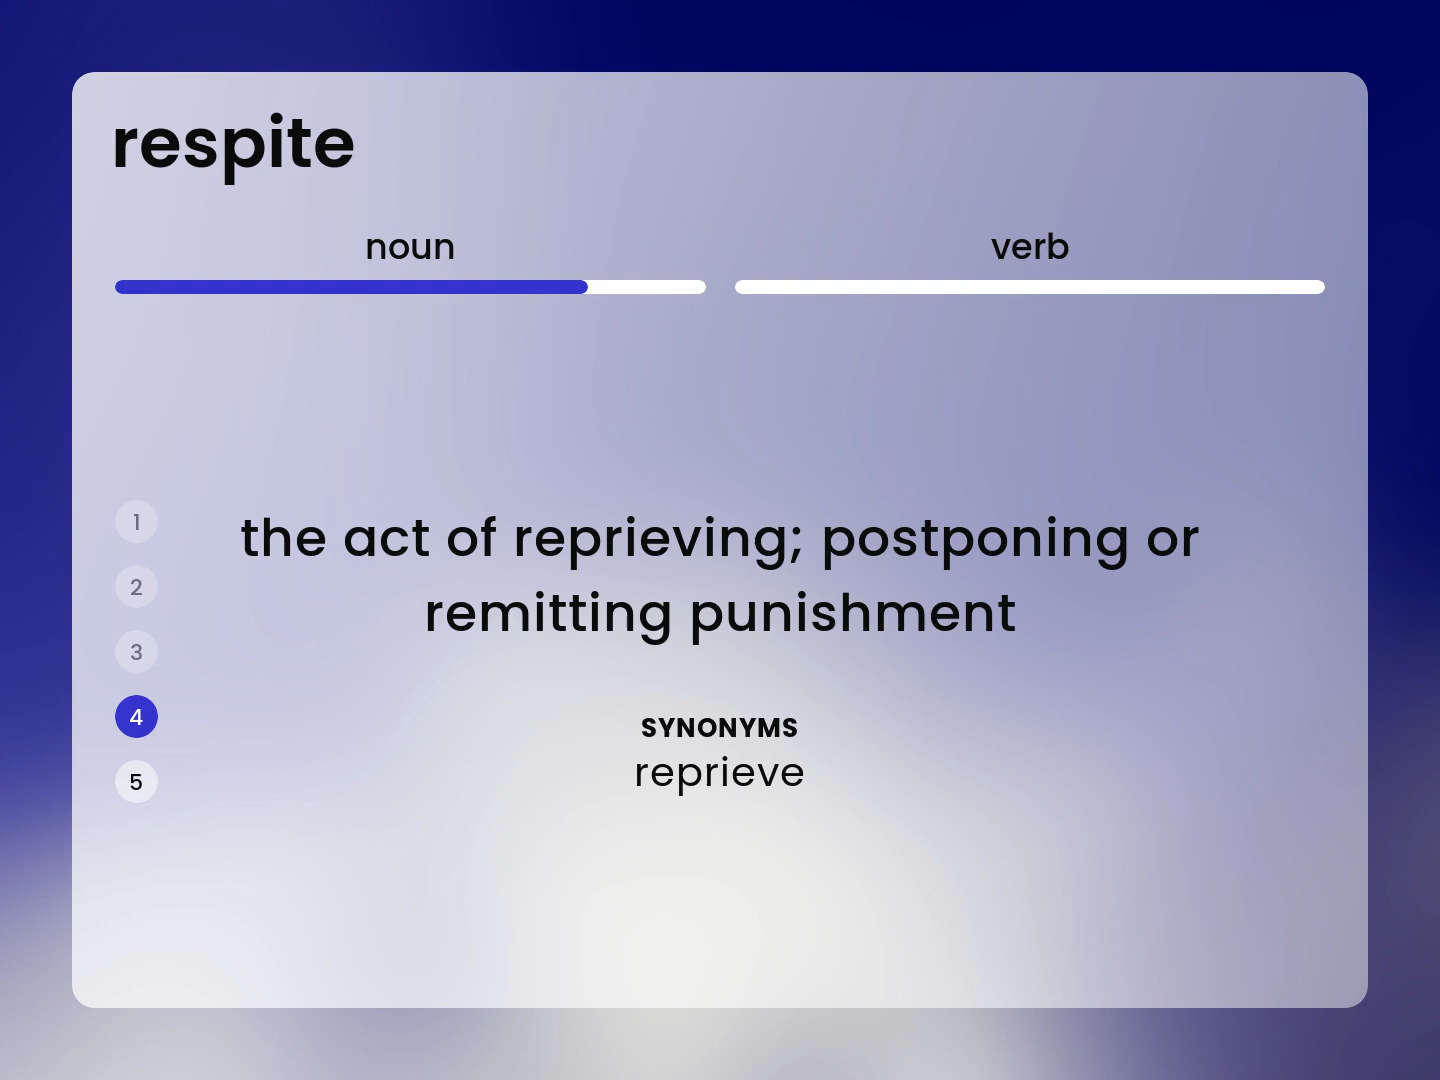 respite
noun
verb
1
2
3
4
5
the act of reprieving; postponing or
remitting punishment
SYNONYMS
reprieve